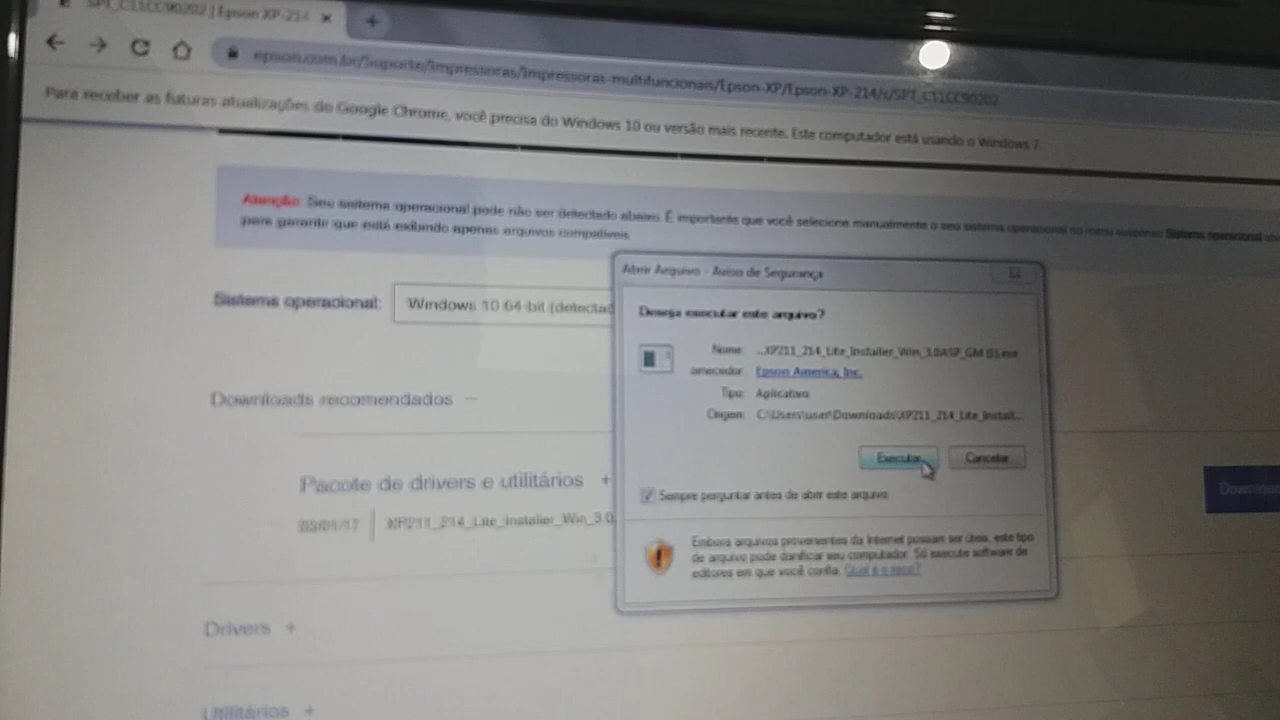 SPT_C11CC90202 | Epson XP-214
epson.com.br/Suporte/Impressoras/Impressoras-multifuncionais/Epson-XP/Epson-XP-214/s/SPT_C11CC90202
Para receber as futuras atualizações do Google Chrome, você precisa do Windows 10 ou versão mais recente. Este computador está usando o Windows 7.
Atenção: Seu sistema operacional pode não ser detectado abaixo. É importante que você selecione manualmente o seu sistema operacional no menu suspenso Sistema operacional
para garantir que está exibindo apenas arquivos compatíveis.
Sistema operacional:
Windows 10 64-bit (detectad
Downloads recomendados −
Pacote de drivers e utilitários +
XP211_214_Lite_Installer_Win_3.0.
Download
Drivers +
Utilitários +
Abrir Arquivo - Aviso de Segurança
Deseja executar este arquivo?
Nome: ...XP211_214_Lite_Installer_Win_3.0ASP_GM (1).exe
ornecedor: Epson America, Inc.
Tipo: Aplicativo
Origem: C:\Users\user\Downloads\XP211_214_Lite_Install...
Executar
Cancelar
Sempre perguntar antes de abrir este arquivo
Embora arquivos provenientes da Internet possam ser úteis, este tipo
de arquivo pode danificar seu computador. Só execute software de
editores em que você confia. Qual é o risco?